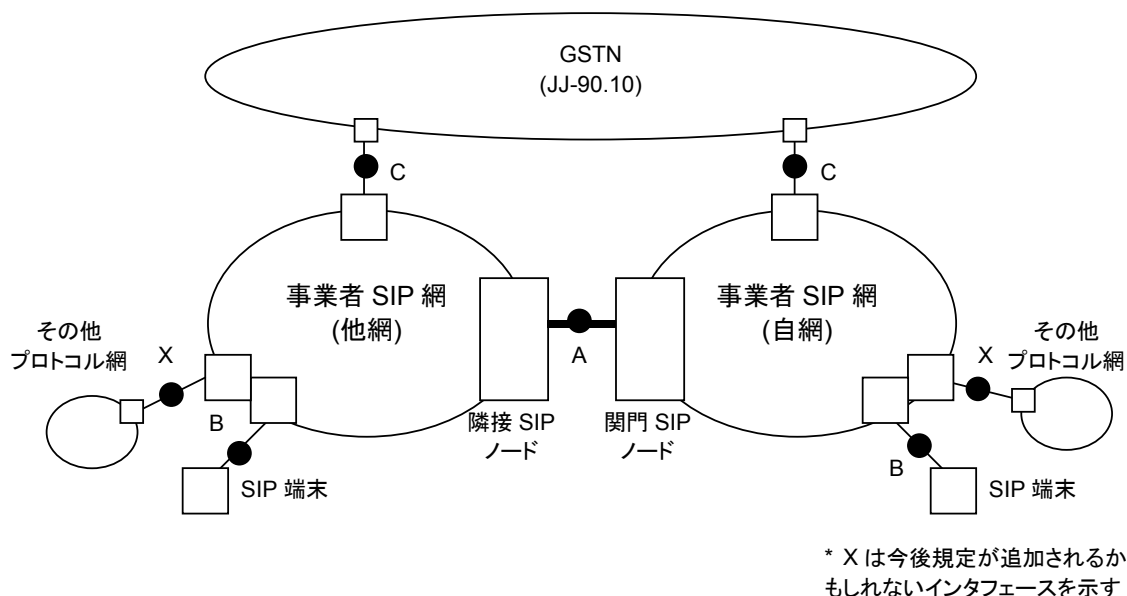 GSTN
(JJ-90.10)
C
C
事業者 SIP 網
(他網)
事業者 SIP 網
(自網)
その他
プロトコル網
X
A
X
その他
プロトコル網
B
隣接 SIP
ノード
関門 SIP
ノード
B
SIP 端末
SIP 端末
* X は今後規定が追加されるか
もしれないインタフェースを示す